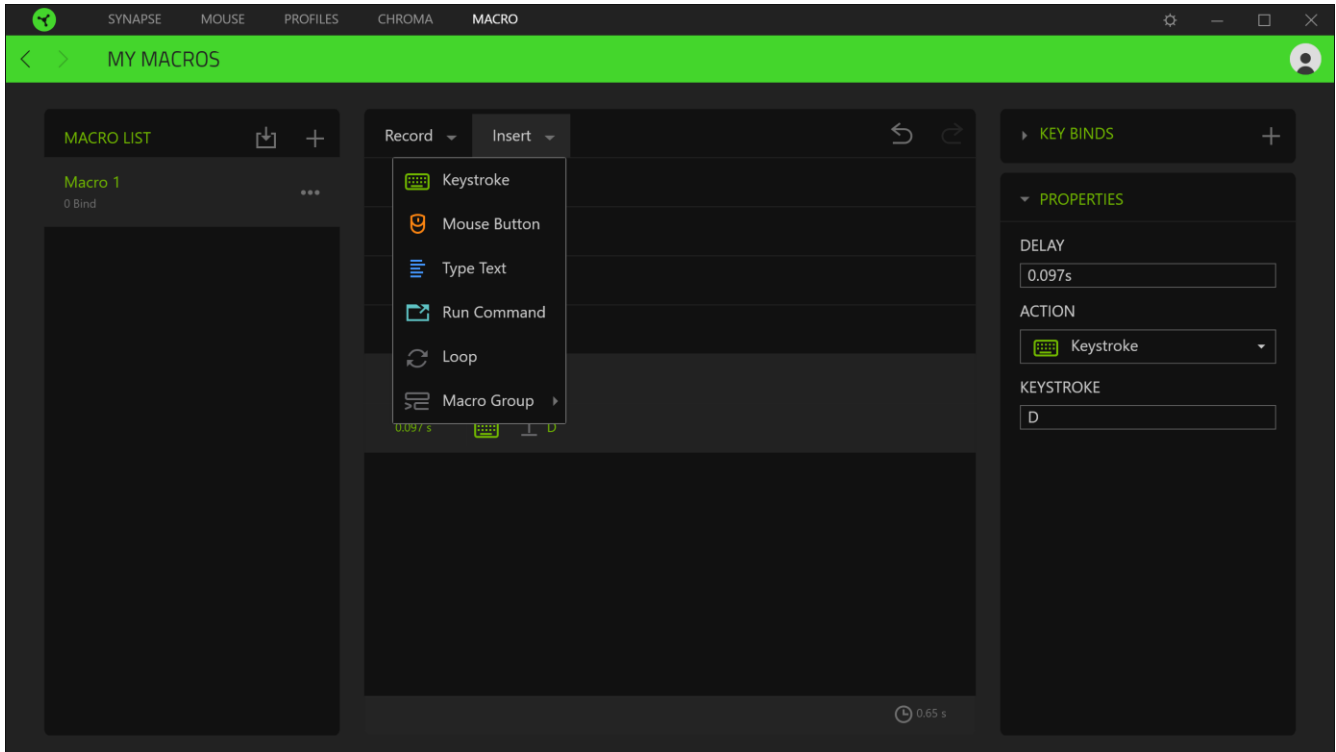 SYNAPSE MOUSE PROFILES CHROMA MACRO
MY MACROS
MACRO LIST
Macro 1
0 Bind
Record Insert
Keystroke
Mouse Button
Type Text
Run Command
Loop
Macro Group
0.097 s D
0.65 s
KEY BINDS
PROPERTIES
DELAY
0.097s
ACTION
Keystroke
KEYSTROKE
D